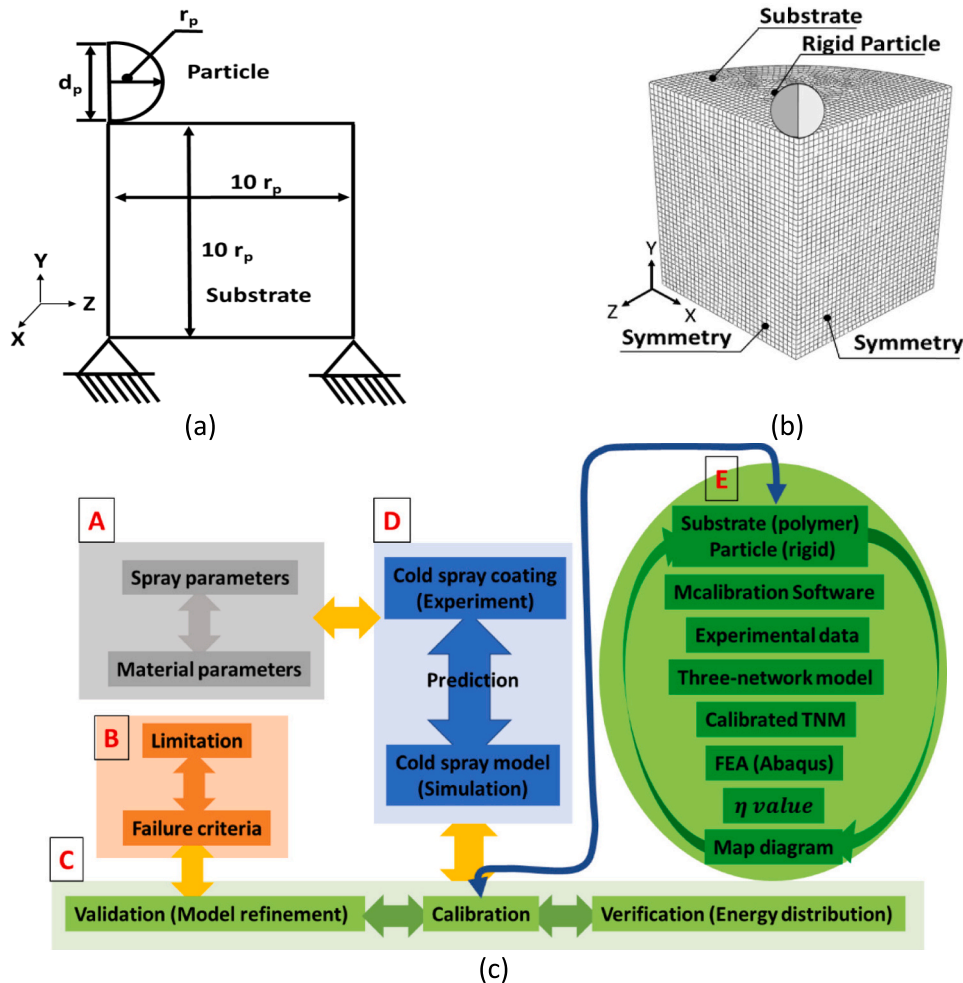 r_p
d_p
Particle
10 r_p
10 r_p
Substrate
Y
Z
X
(a)
Substrate
Rigid Particle
Y
Z
X
Symmetry
Symmetry
(b)
A
Spray parameters
Material parameters
B
Limitation
Failure criteria
C
Validation (Model refinement)
Calibration
Verification (Energy distribution)
D
Cold spray coating
(Experiment)
Prediction
Cold spray model
(Simulation)
E
Substrate (polymer)
Particle (rigid)
Mcalibration Software
Experimental data
Three-network model
Calibrated TNM
FEA (Abaqus)
η value
Map diagram
(c)